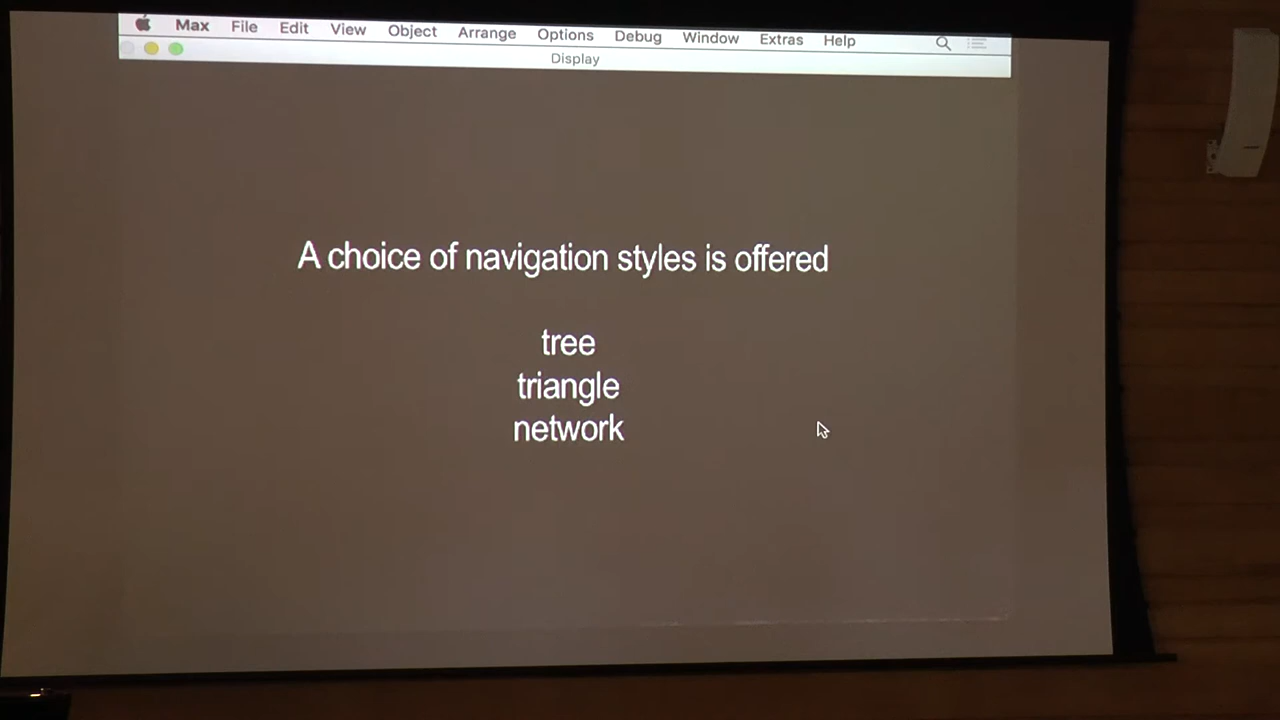 Max File Edit View Object Arrange Options Debug Window Extras Help
Display
A choice of navigation styles is offered
tree
triangle
network